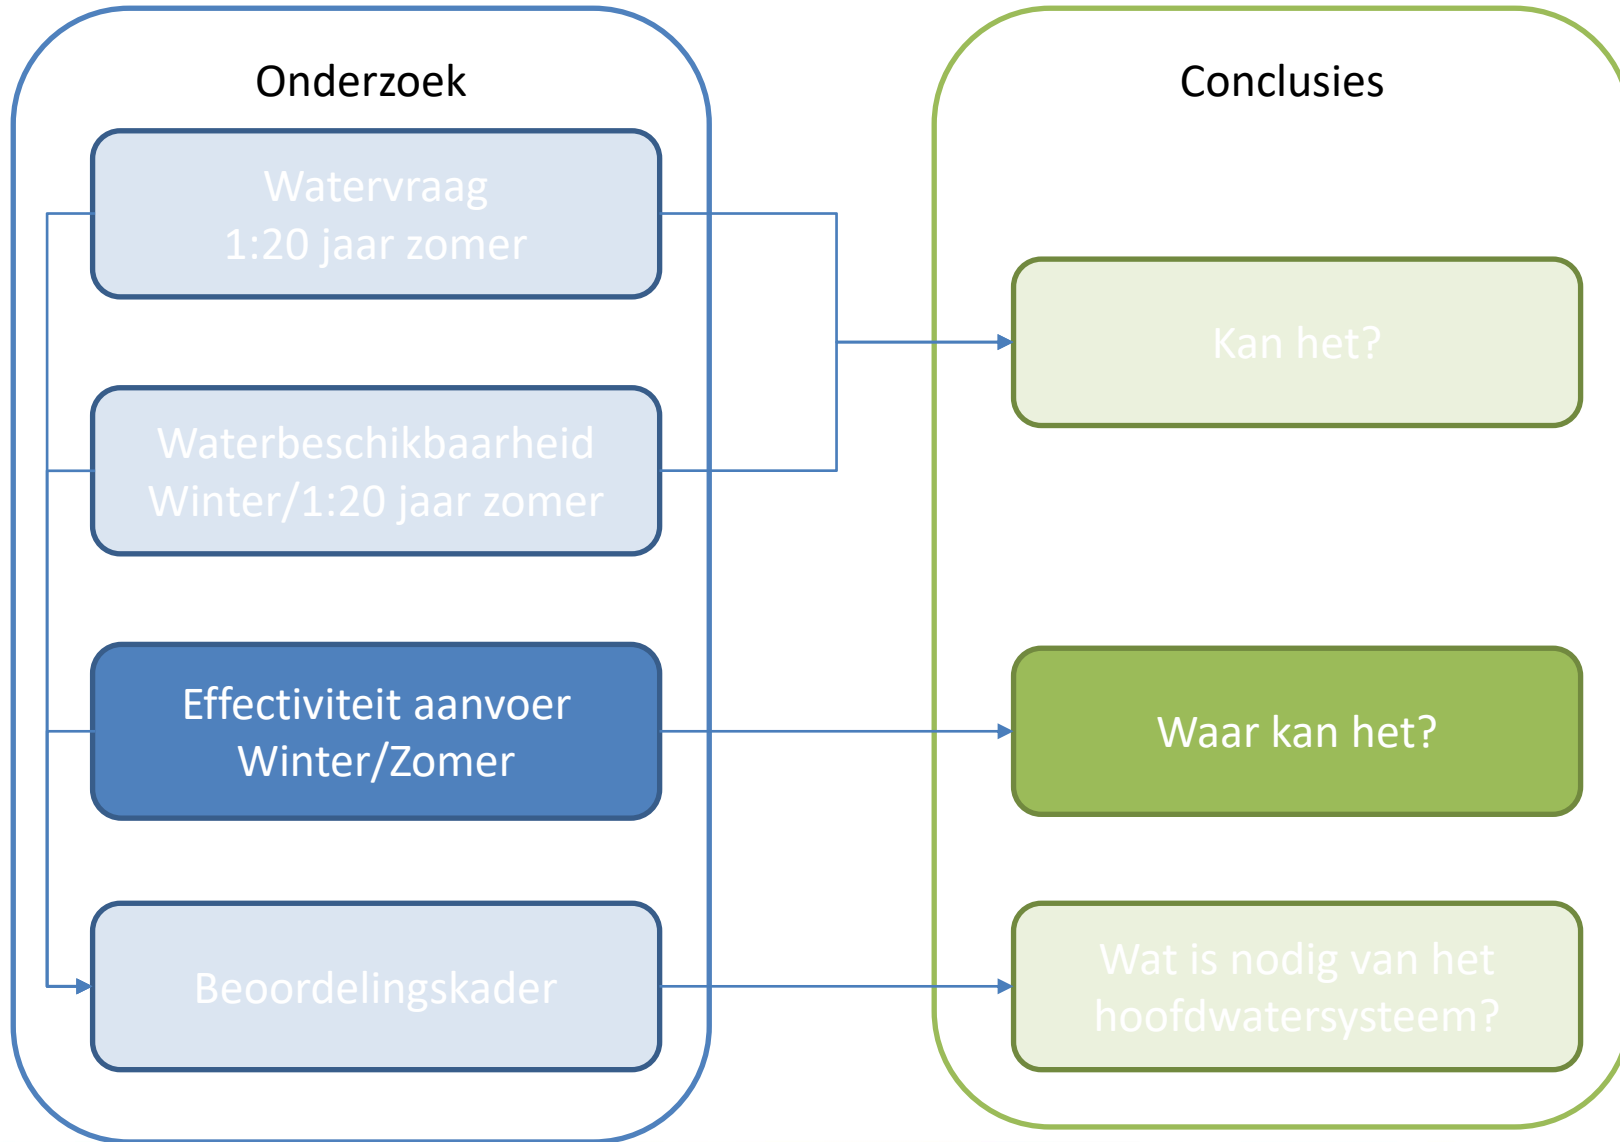 Onderzoek
Watervraag
1:20 jaar zomer
Waterbeschikbaarheid
Winter/1:20 jaar zomer
Effectiviteit aanvoer
Winter/Zomer
Beoordelingskader
Conclusies
Kan het?
Waar kan het?
Wat is nodig van het
hoofdwatersysteem?